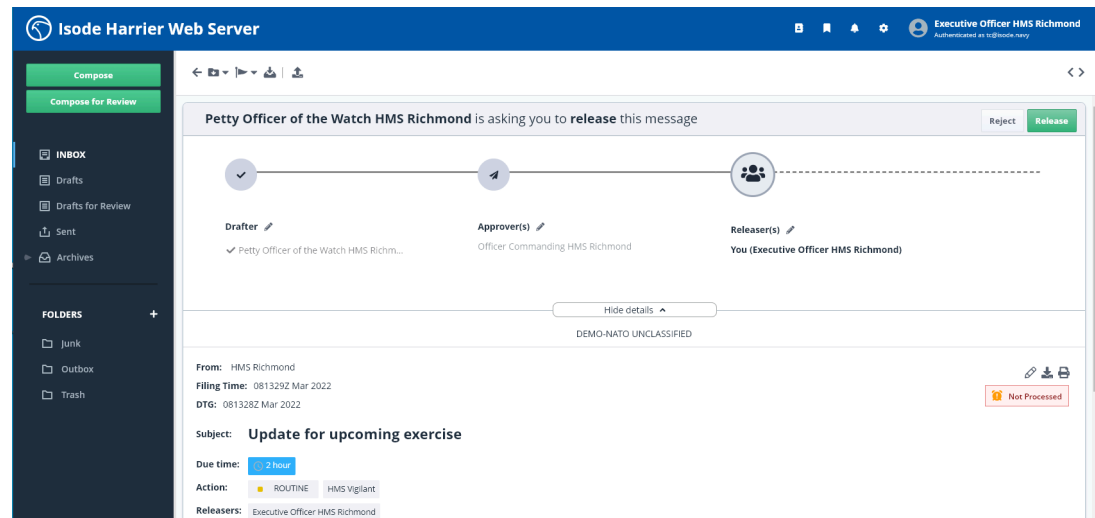 Isode Harrier Web Server
Executive Officer HMS Richmond
Authenticated as tc@isode.navy
Compose
Compose for Review
INBOX
Drafts
Drafts for Review
Sent
Archives
FOLDERS +
Junk
Outbox
Trash
Petty Officer of the Watch HMS Richmond is asking you to release this message
Reject Release
Drafter
Petty Officer of the Watch HMS Richm...
Approver(s)
Officer Commanding HMS Richmond
Releaser(s)
You (Executive Officer HMS Richmond)
Hide details
DEMO-NATO UNCLASSIFIED
From: HMS Richmond
Filing Time: 081329Z Mar 2022
DTG: 081328Z Mar 2022
Not Processed
Subject: Update for upcoming exercise
Due time: 2 hour
Action: ROUTINE HMS Vigilant
Releasers: Executive Officer HMS Richmond